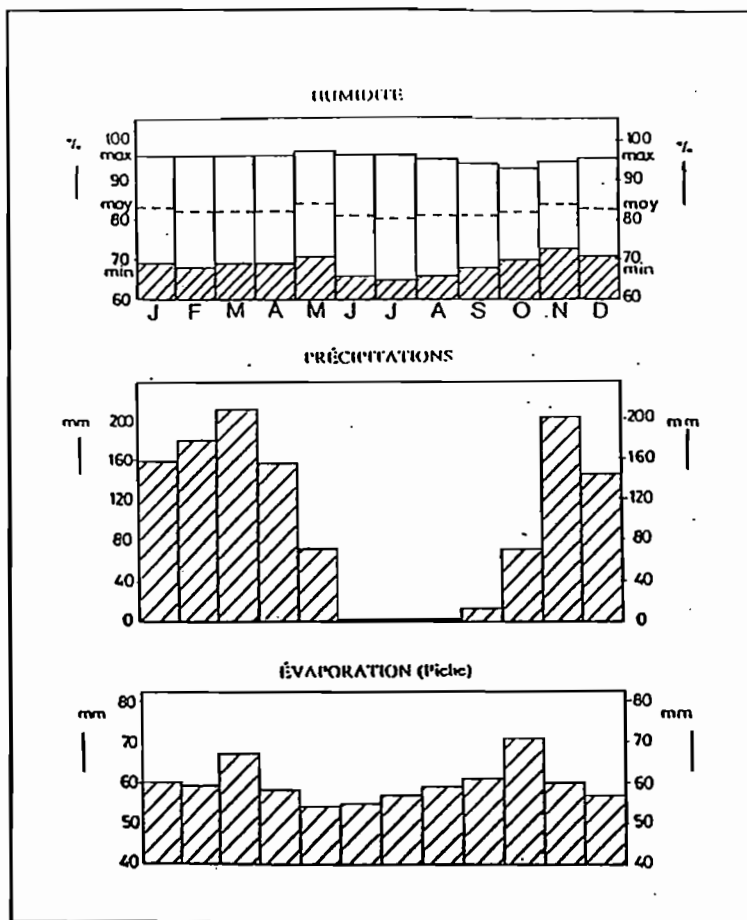 HUMIDITE
% 100 100 %
max max
90 90
moy moy
80 80
70 70
min min
60 60
J F M A M J J A S O N D
PRÉCIPITATIONS
mm 200 200 mm
160 160
120 120
80 80
40 40
0 0
ÉVAPORATION (Piche)
80 80
mm mm
70 70
60 60
50 50
40 40